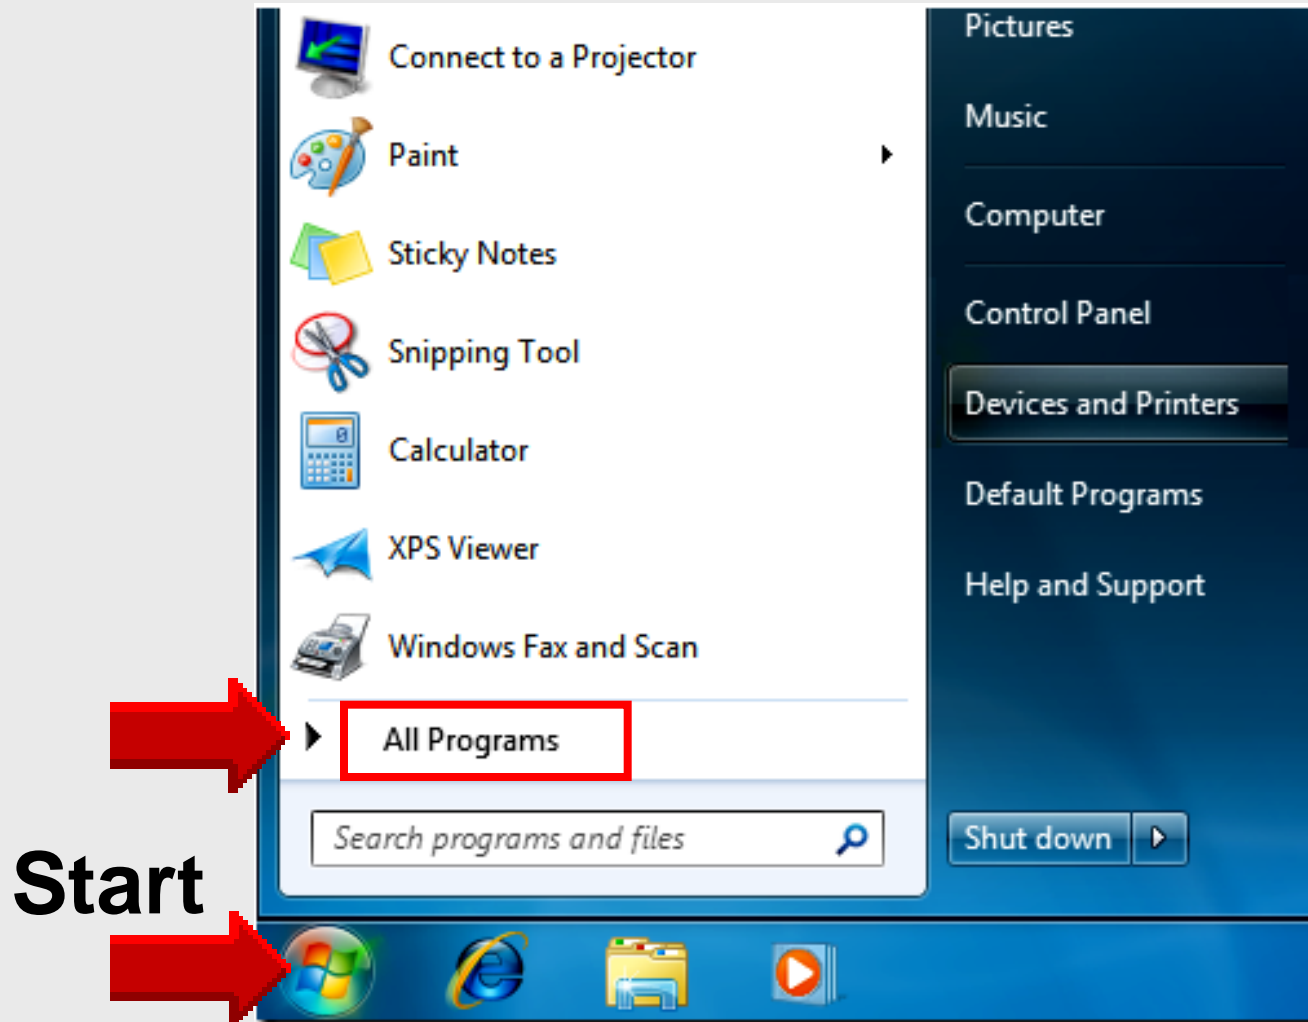 Connect to a Projector
Paint
Sticky Notes
Snipping Tool
Calculator
0
XPS Viewer
Windows Fax and Scan
All Programs
Search programs and files
Pictures
Music
Computer
Control Panel
Devices and Printers
Default Programs
Help and Support
Shut down
Start